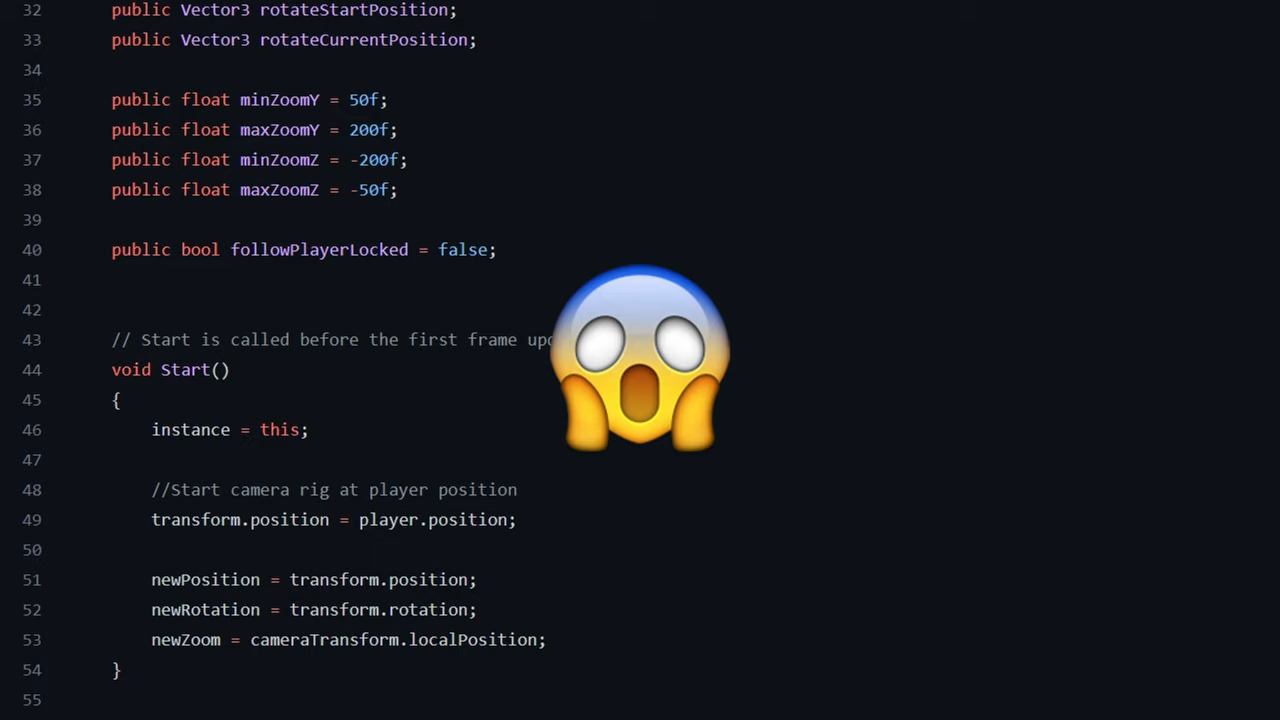 32 public Vector3 rotateStartPosition;
33 public Vector3 rotateCurrentPosition;
34
35 public float minZoomY = 50f;
36 public float maxZoomY = 200f;
37 public float minZoomZ = -200f;
38 public float maxZoomZ = -50f;
39
40 public bool followPlayerLocked = false;
41
42
43 // Start is called before the first frame
44 void Start()
45 {
46 instance = this;
47
48 //Start camera rig at player position
49 transform.position = player.position;
50
51 newPosition = transform.position;
52 newRotation = transform.rotation;
53 newZoom = cameraTransform.localPosition;
54 }
55